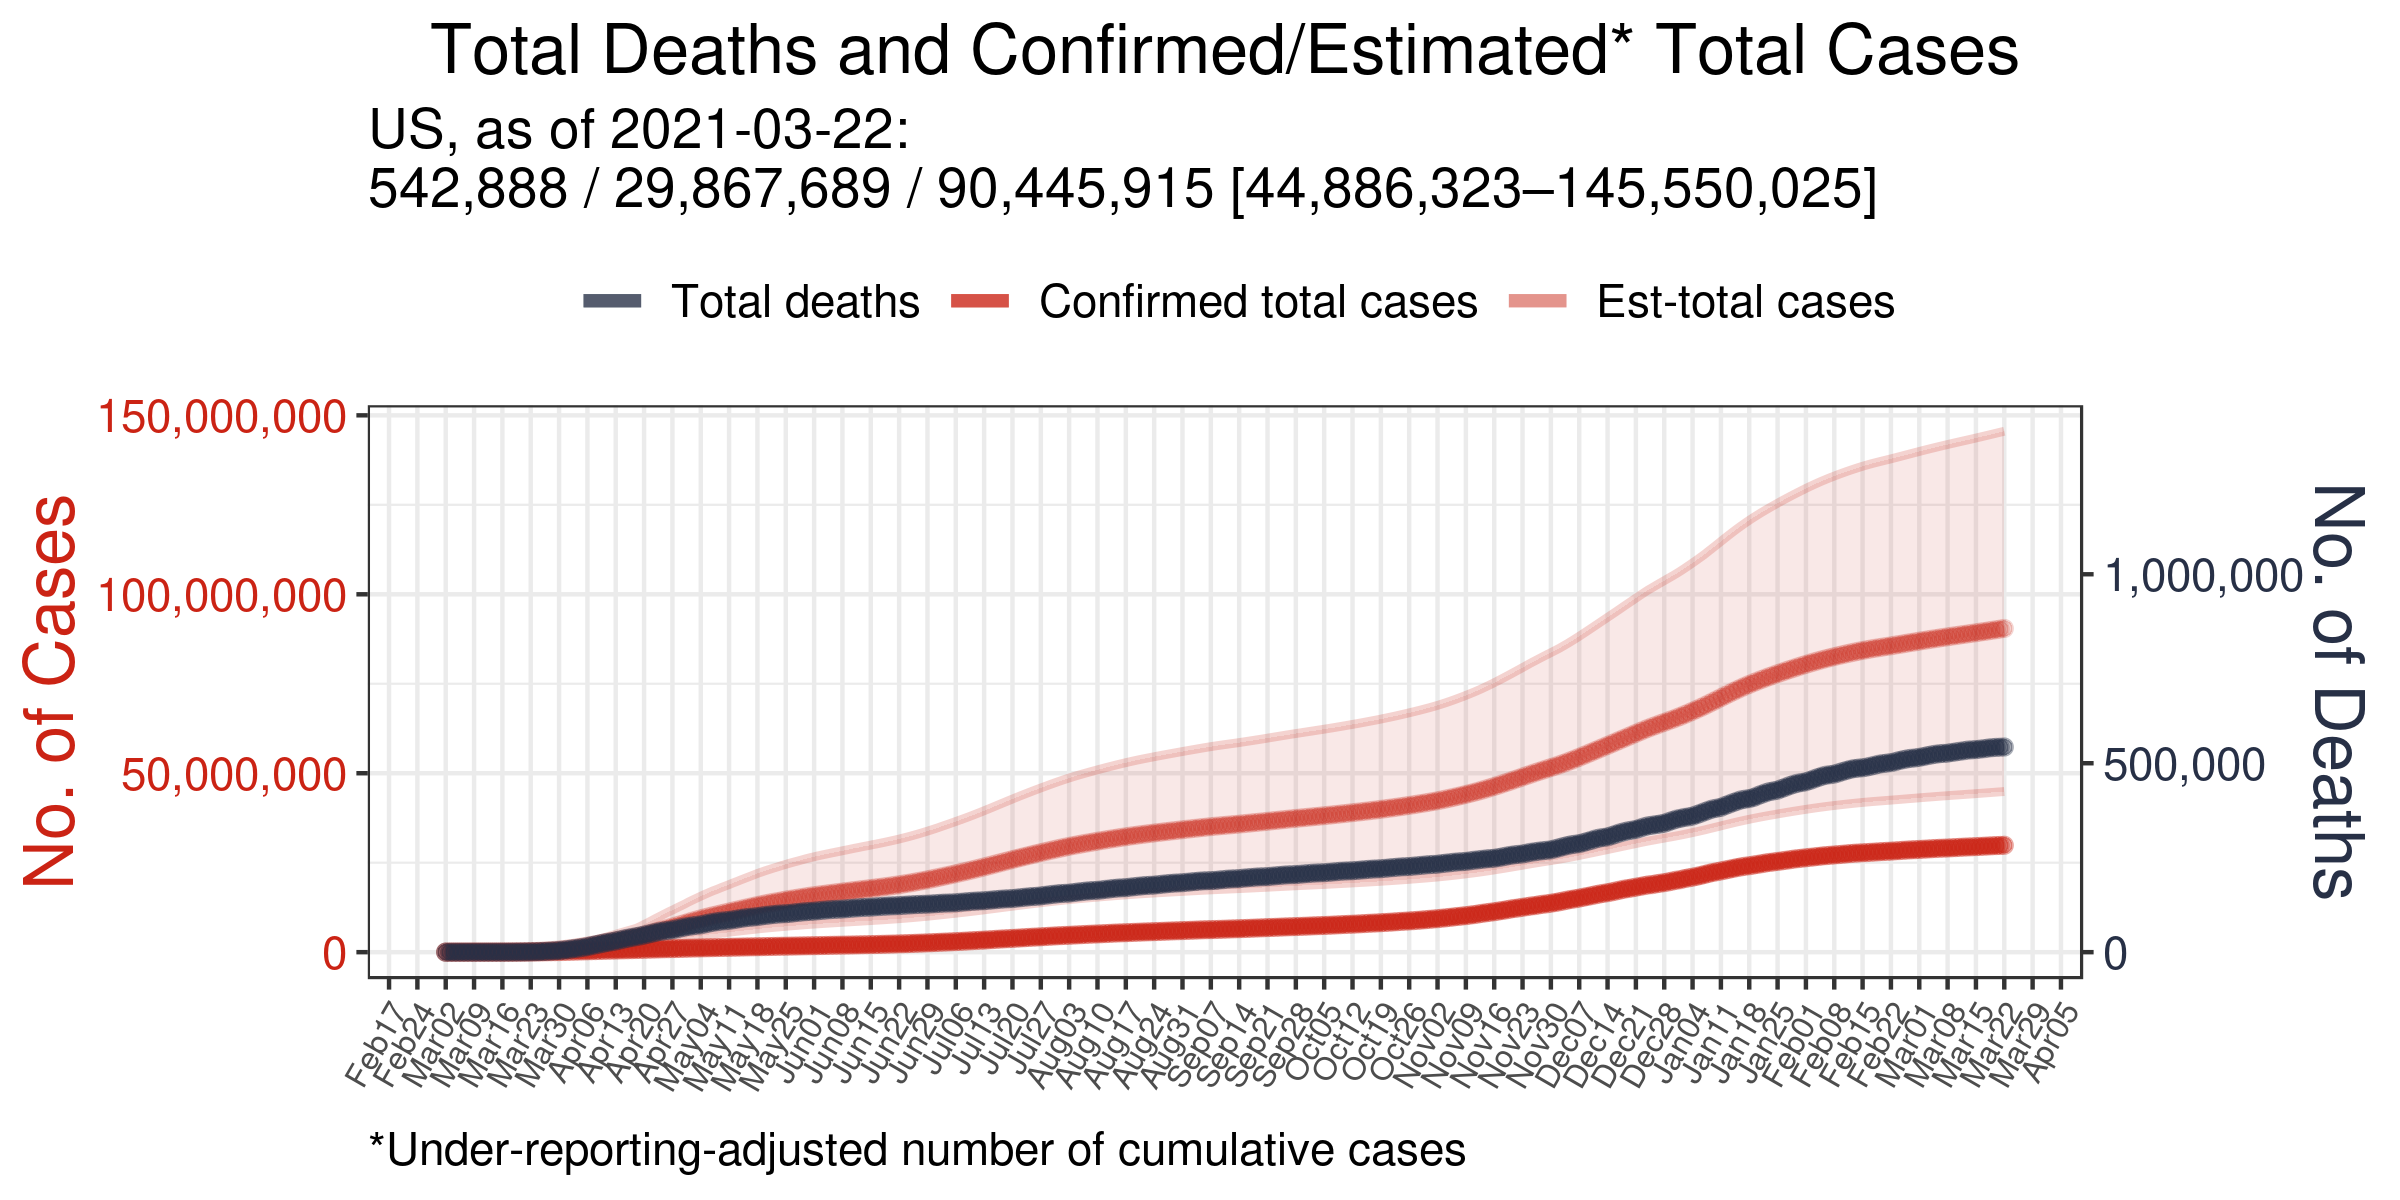 Total Deaths and Confirmed/Estimated* Total Cases
US, as of 2021-03-22:
542,888 / 29,867,689 / 90,445,915 [44,886,323–145,550,025]
Total deaths
Confirmed total cases
Est-total cases
No. of Cases
150,000,000
100,000,000
50,000,000
0
1,000,000
500,000
0
No. of Deaths
Feb17
Feb24
Mar02
Mar09
Mar16
Mar23
Mar30
Apr06
Apr13
Apr20
Apr27
May04
May11
May18
May25
Jun01
Jun08
Jun15
Jun22
Jun29
Jul06
Jul13
Jul20
Jul27
Aug03
Aug10
Aug17
Aug24
Aug31
Sep07
Sep14
Sep21
Sep28
Oct05
Oct12
Oct19
Oct26
Nov02
Nov09
Nov16
Nov23
Nov30
Dec07
Dec14
Dec21
Dec28
Jan04
Jan11
Jan18
Jan25
Feb01
Feb08
Feb15
Feb22
Mar01
Mar08
Mar15
Mar22
Mar29
Apr05
*Under-reporting-adjusted number of cumulative cases